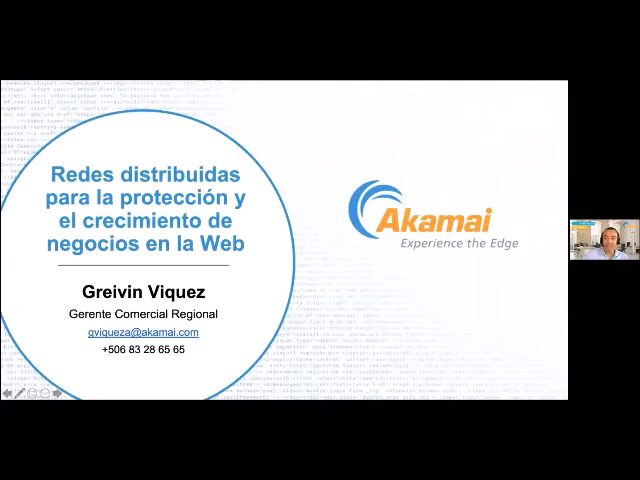 Redes distribuidas
para la protección y
el crecimiento de
negocios en la Web
Greivin Viquez
Gerente Comercial Regional
gviqueza@akamai.com
+506 83 28 65 65
Akamai
Experience the Edge